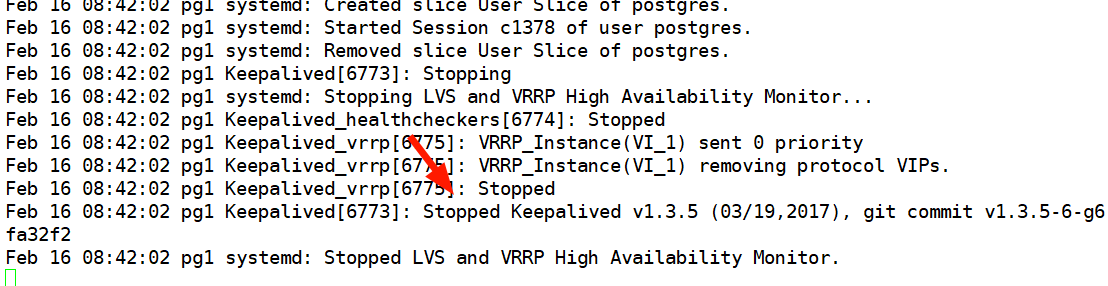 Feb 16 08:42:02 pg1 systemd: Created slice User Slice of postgres.
Feb 16 08:42:02 pg1 systemd: Started Session c1378 of user postgres.
Feb 16 08:42:02 pg1 systemd: Removed slice User Slice of postgres.
Feb 16 08:42:02 pg1 Keepalived[6773]: Stopping
Feb 16 08:42:02 pg1 systemd: Stopping LVS and VRRP High Availability Monitor...
Feb 16 08:42:02 pg1 Keepalived_healthcheckers[6774]: Stopped
Feb 16 08:42:02 pg1 Keepalived_vrrp[6775]: VRRP_Instance(VI_1) sent 0 priority
Feb 16 08:42:02 pg1 Keepalived_vrrp[6775]: VRRP_Instance(VI_1) removing protocol VIPs.
Feb 16 08:42:02 pg1 Keepalived_vrrp[6775]: Stopped
Feb 16 08:42:02 pg1 Keepalived[6773]: Stopped Keepalived v1.3.5 (03/19,2017), git commit v1.3.5-6-g6
fa32f2
Feb 16 08:42:02 pg1 systemd: Stopped LVS and VRRP High Availability Monitor.